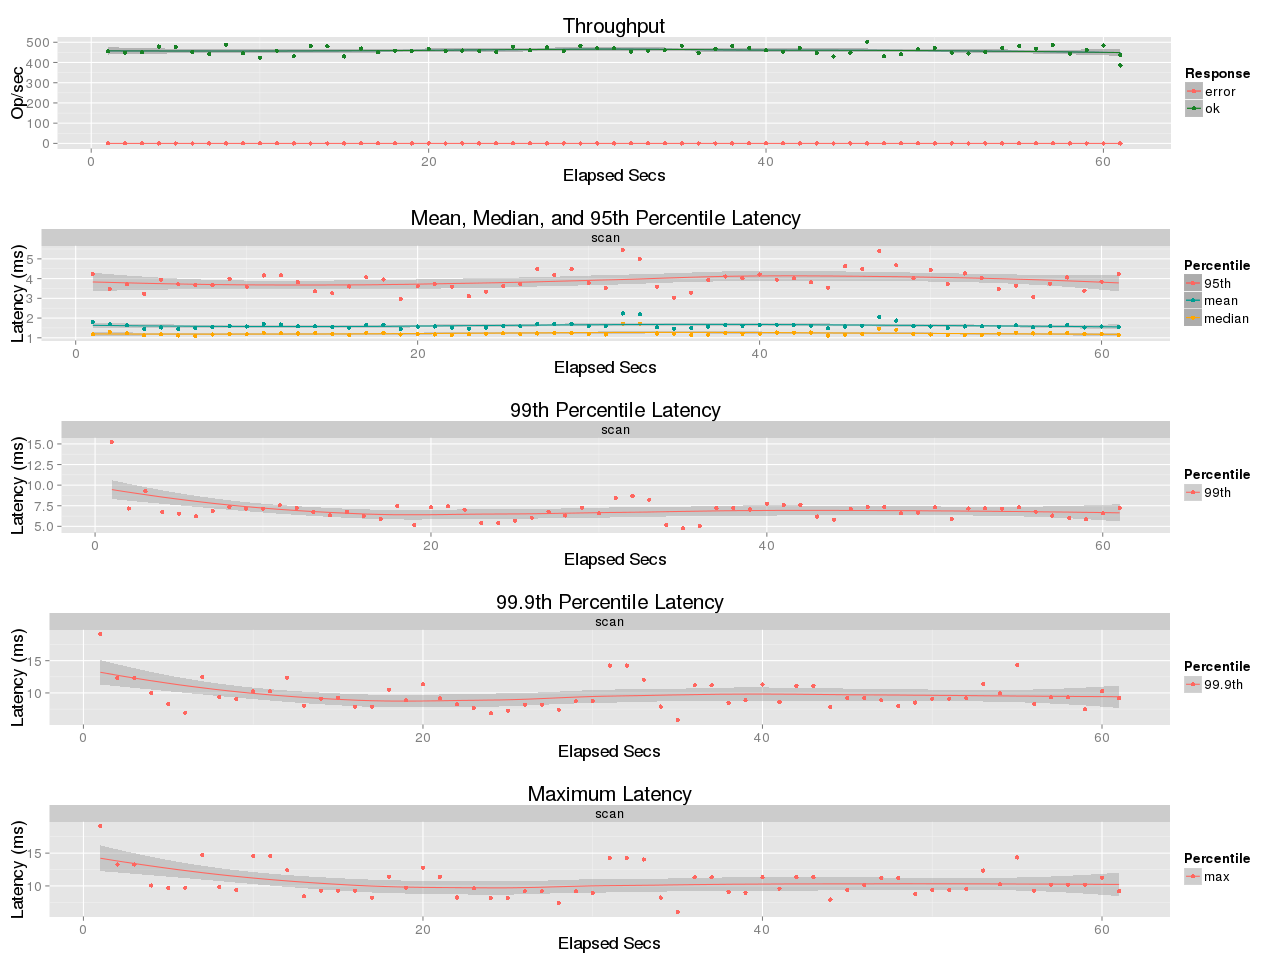 Throughput
Op/sec
500
400
300
200
100
0
0 20 40 60
Elapsed Secs
Response
error
ok
Mean, Median, and 95th Percentile Latency
scan
Latency (ms)
5
4
3
2
1
0 20 40 60
Elapsed Secs
Percentile
95th
mean
median
99th Percentile Latency
scan
Latency (ms)
15.0
12.5
10.0
7.5
5.0
0 20 40 60
Elapsed Secs
Percentile
99th
99.9th Percentile Latency
scan
Latency (ms)
15
10
0 20 40 60
Elapsed Secs
Percentile
99.9th
Maximum Latency
scan
Latency (ms)
15
10
0 20 40 60
Elapsed Secs
Percentile
max